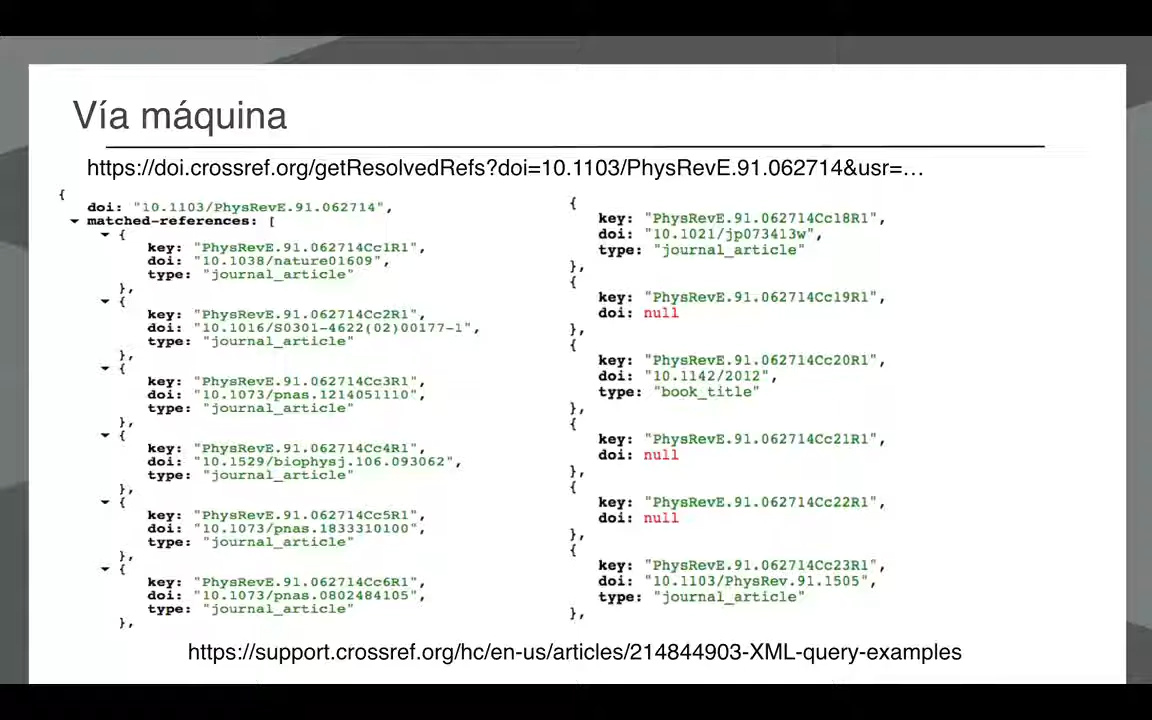 Vía máquina
https://doi.crossref.org/getResolvedRefs?doi=10.1103/PhysRevE.91.062714&usr=…
{
doi: "10.1103/PhysRevE.91.062714",
matched-references: [
{
key: "PhysRevE.91.062714Cc1R1",
doi: "10.1038/nature01609",
type: "journal_article"
},
{
key: "PhysRevE.91.062714Cc2R1",
doi: "10.1016/S0301-4622(02)00177-1",
type: "journal_article"
},
{
key: "PhysRevE.91.062714Cc3R1",
doi: "10.1073/pnas.1214051110",
type: "journal_article"
},
{
key: "PhysRevE.91.062714Cc4R1",
doi: "10.1529/biophysj.106.093062",
type: "journal_article"
},
{
key: "PhysRevE.91.062714Cc5R1",
doi: "10.1073/pnas.1833310100",
type: "journal_article"
},
{
key: "PhysRevE.91.062714Cc6R1",
doi: "10.1073/pnas.0802484105",
type: "journal_article"
},
{
key: "PhysRevE.91.062714Cc18R1",
doi: "10.1021/jp073413w",
type: "journal_article"
},
{
key: "PhysRevE.91.062714Cc19R1",
doi: null
},
{
key: "PhysRevE.91.062714Cc20R1",
doi: "10.1142/2012",
type: "book_title"
},
{
key: "PhysRevE.91.062714Cc21R1",
doi: null
},
{
key: "PhysRevE.91.062714Cc22R1",
doi: null
},
{
key: "PhysRevE.91.062714Cc23R1",
doi: "10.1103/PhysRev.91.1505",
type: "journal_article"
},
https://support.crossref.org/hc/en-us/articles/214844903-XML-query-examples